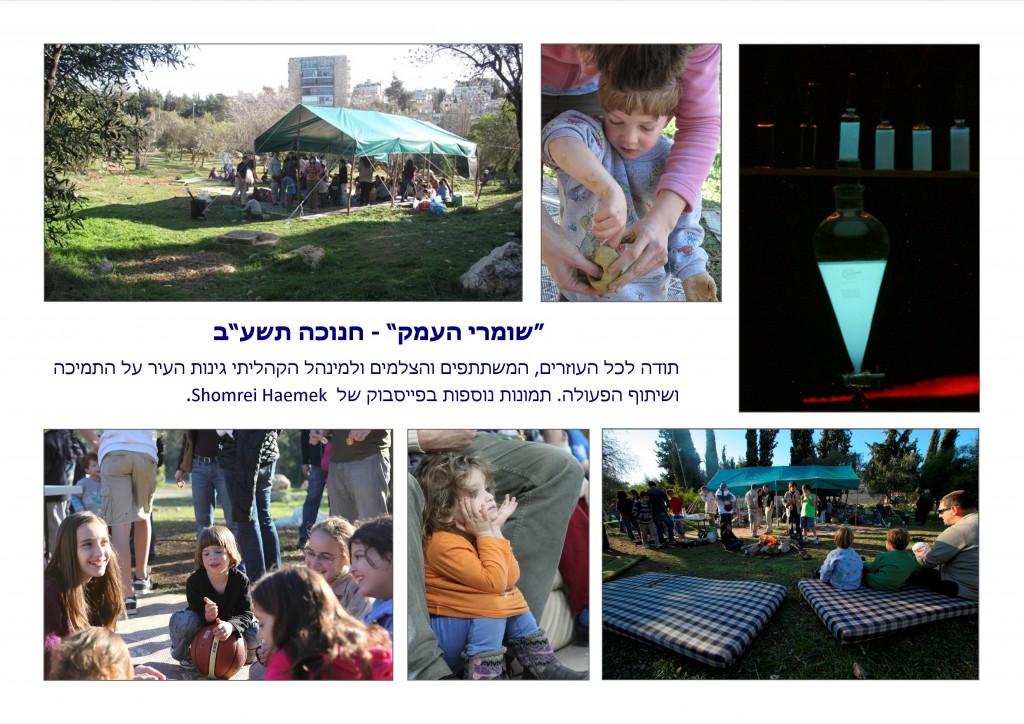 "שומרי העמק" - חנוכה תשע"ב
תודה לכל העוזרים, המשתתפים והצלמים ולמינהל הקהליתי גינות העיר על התמיכה
ושיתוף הפעולה. תמונות נוספות בפייסבוק של Shomrei Haemek.